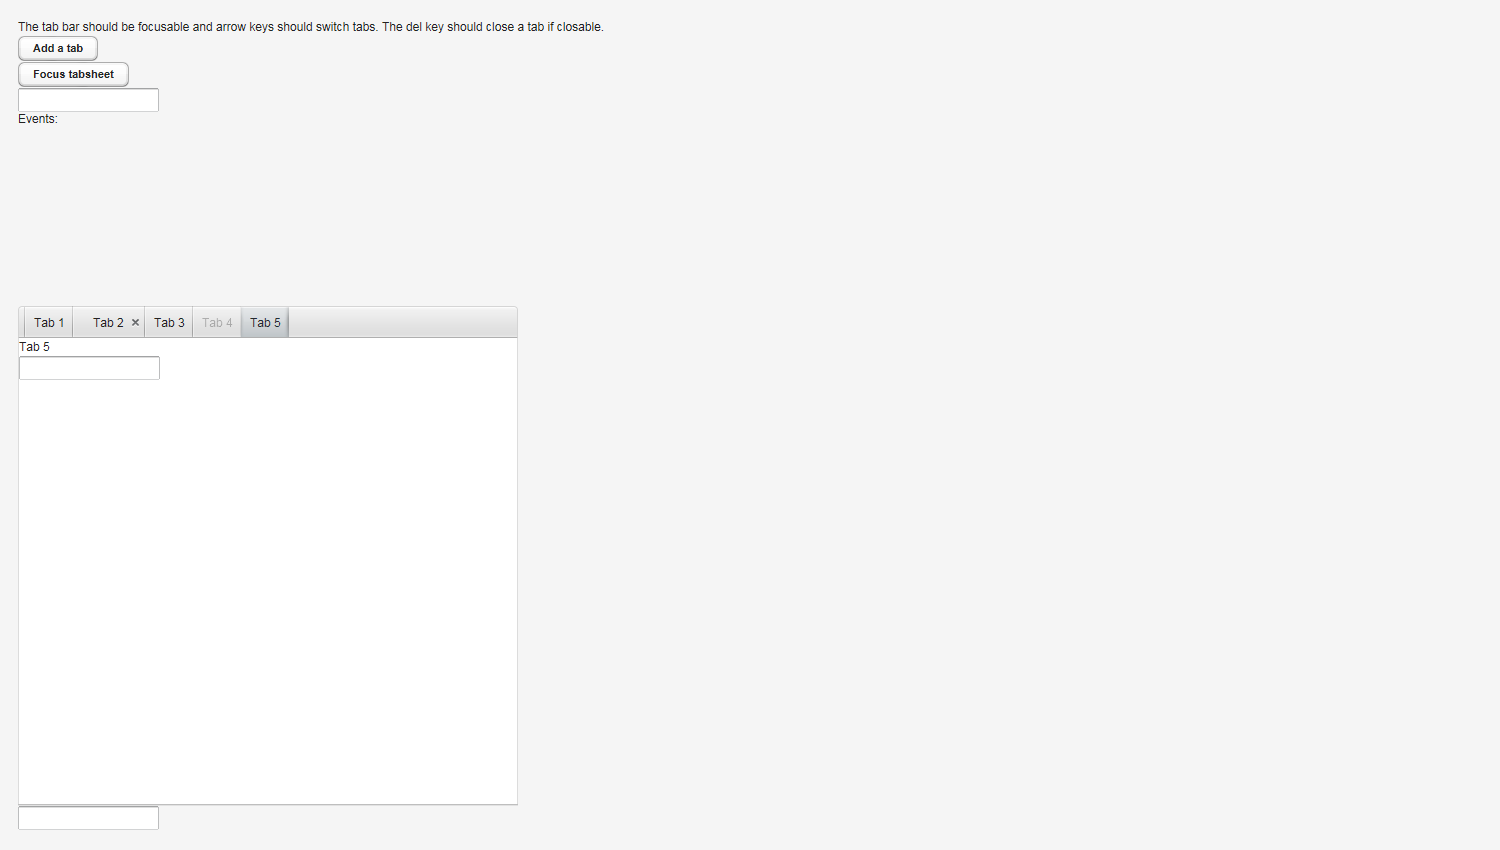 The tab bar should be focusable and arrow keys should switch tabs. The del key should close a tab if closable.
Add a tab
Focus tabsheet
Events:
Tab 1 Tab 2 × Tab 3 Tab 4 Tab 5
Tab 5